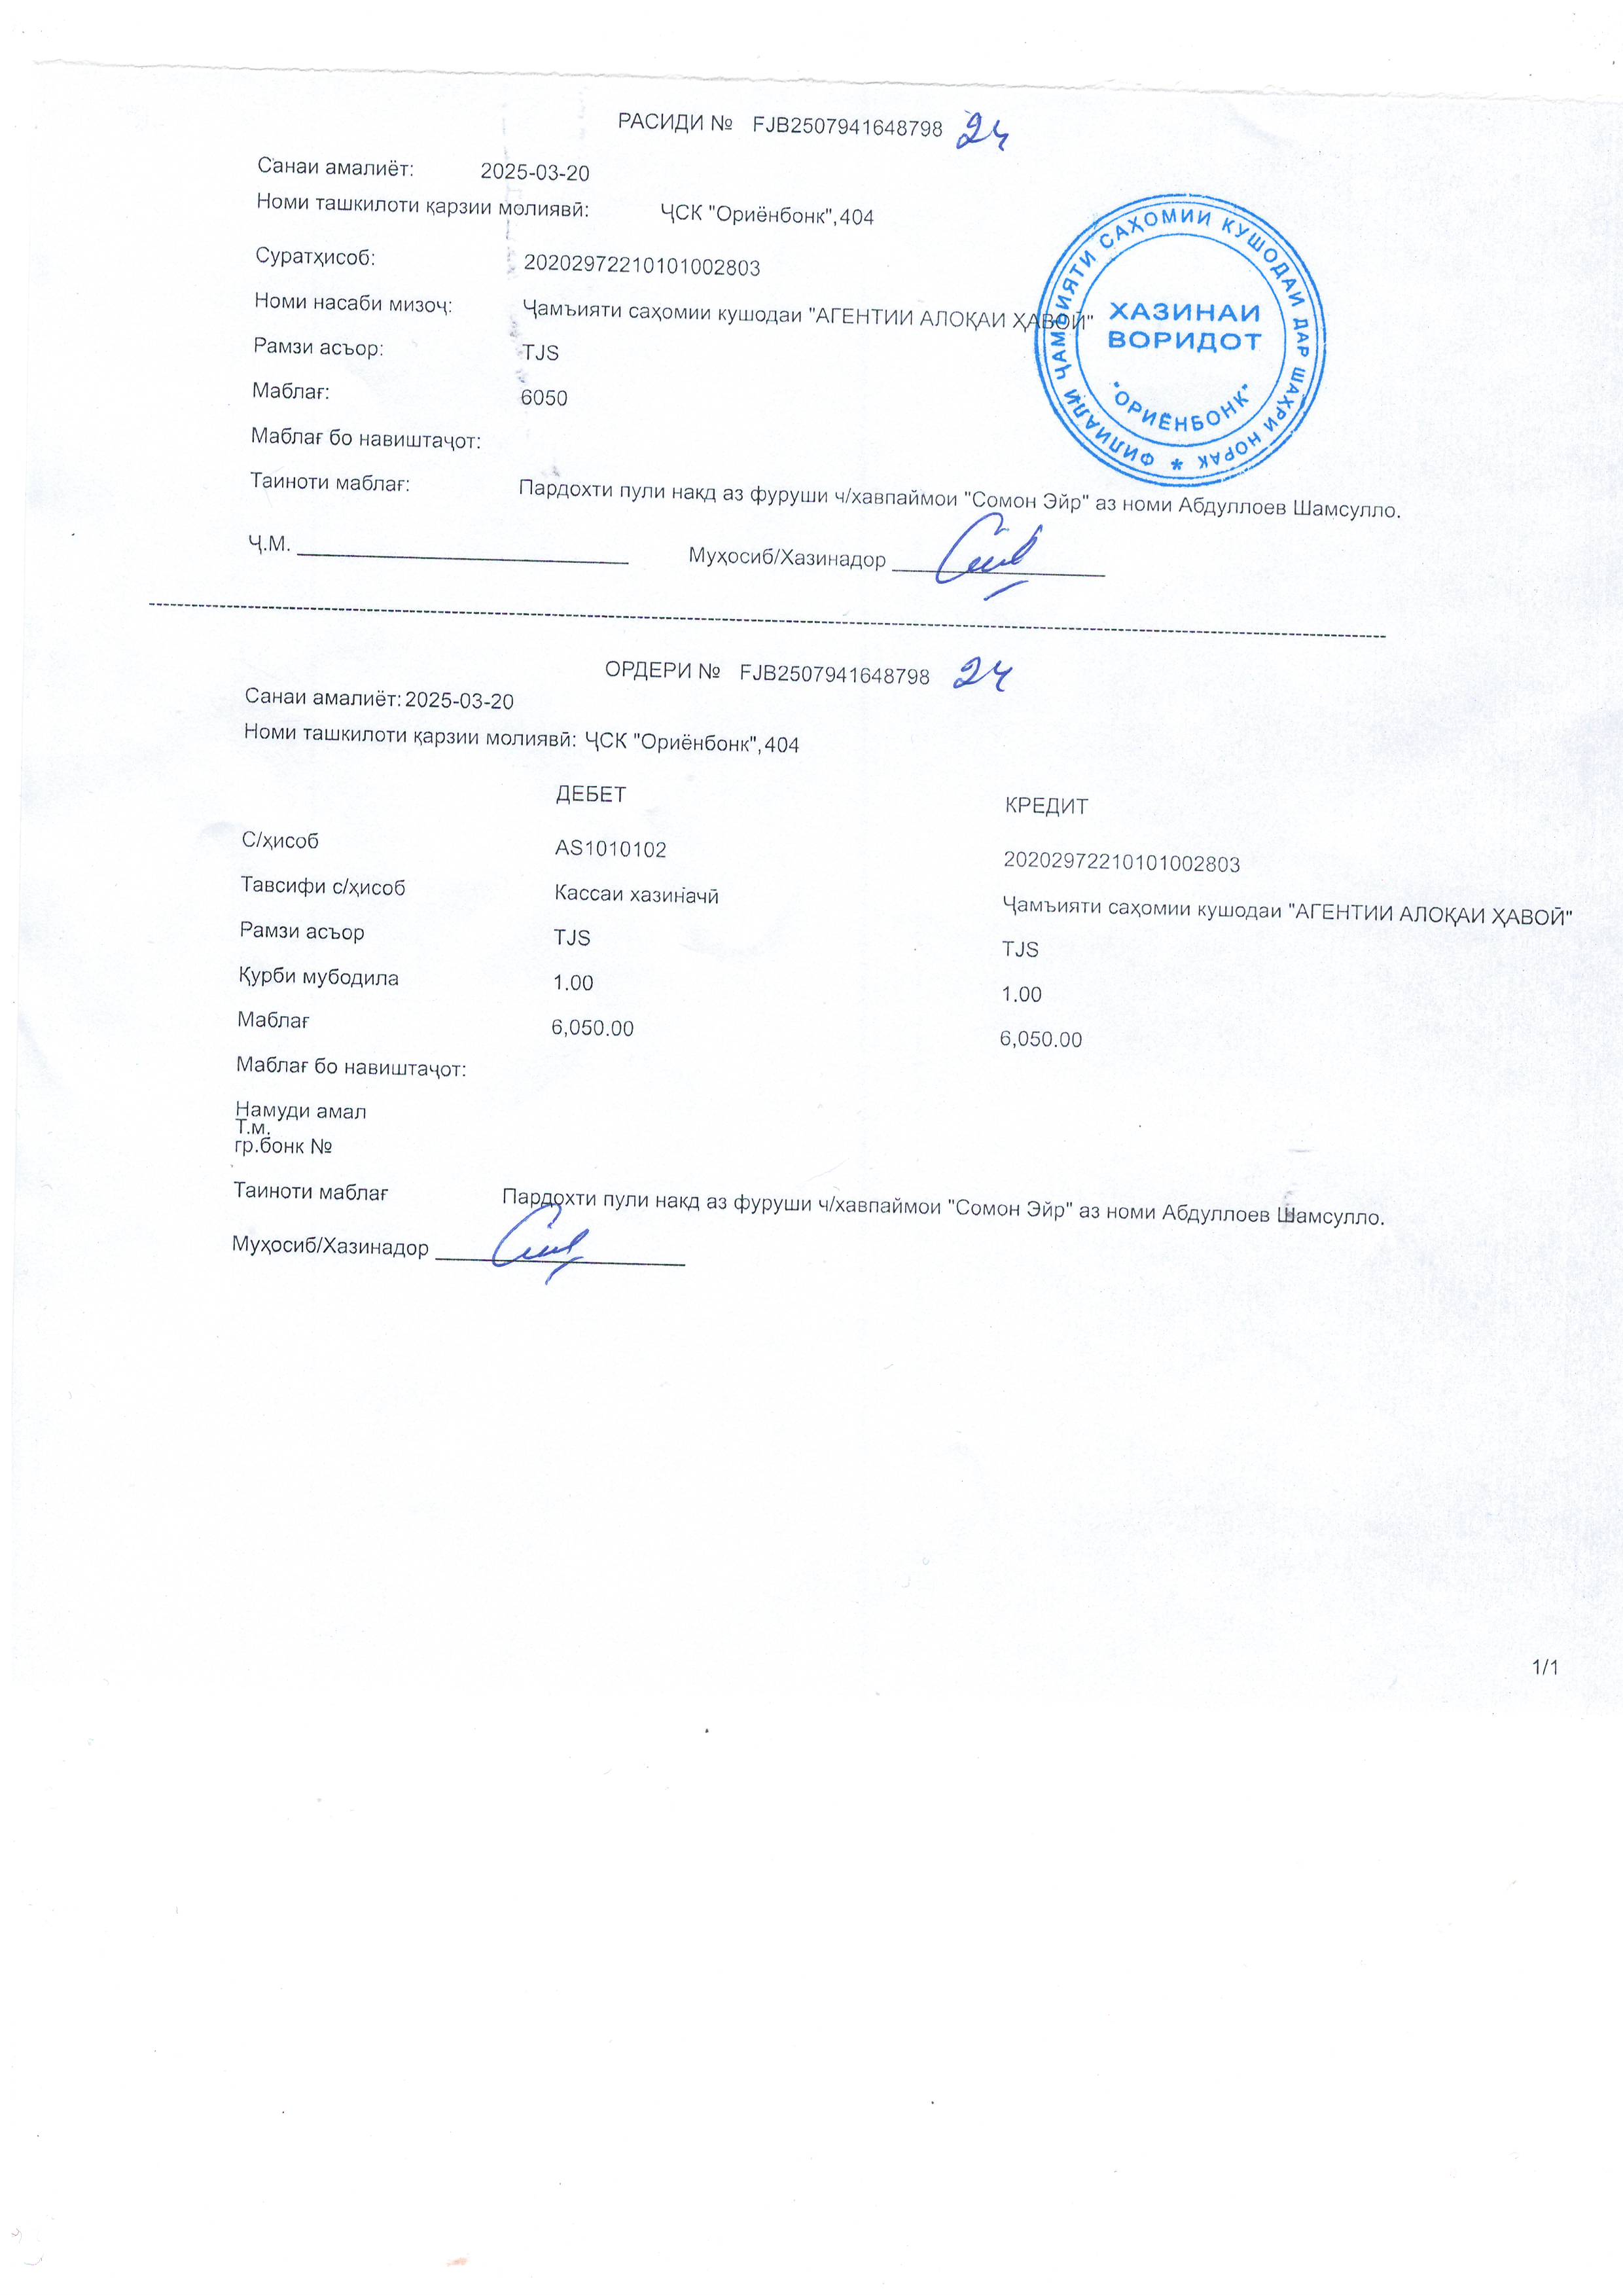 РАСИДИ № FJB2507941648798 24
Санаи амалиёт: 2025-03-20
Номи ташкилоти қарзии молиявӣ: ҶСК "Ориёнбонк",404
Суратҳисоб: 20202972210101002803
Номи насаби мизоҷ: Ҷамъияти саҳомии кушодаи "АГЕНТИИ АЛОҚАИ ҲАВОӢ"
Рамзи асъор: TJS
Маблағ: 6050
Маблағ бо навиштаҷот:
Таиноти маблағ: Пардохти пули накд аз фуруши ч/хавпаймои "Сомон Эйр" аз номи Абдуллоев Шамсулло.
Ҷ.М. Муҳосиб/Хазинадор
ФИЛИАЛИ ҶАМЪИЯТИ САҲОМИИ КУШОДАИ ДАР ШАҲРИ НОРАК *
ХАЗИНАИ
ВОРИДОТ
"ОРИЁНБОНК"
ОРДЕРИ № FJB2507941648798 24
Санаи амалиёт: 2025-03-20
Номи ташкилоти қарзии молиявӣ: ҶСК "Ориёнбонк",404
ДЕБЕТ КРЕДИТ
С/ҳисоб AS1010102 20202972210101002803
Тавсифи с/ҳисоб Кассаи хазиначӣ Ҷамъияти саҳомии кушодаи "АГЕНТИИ АЛОҚАИ ҲАВОӢ"
Рамзи асъор TJS TJS
Қурби мубодила 1.00 1.00
Маблағ 6,050.00 6,050.00
Маблағ бо навиштаҷот:
Намуди амал
Т.м.
гр.бонк №
Таиноти маблағ Пардохти пули накд аз фуруши ч/хавпаймои "Сомон Эйр" аз номи Абдуллоев Шамсулло.
Муҳосиб/Хазинадор
1/1